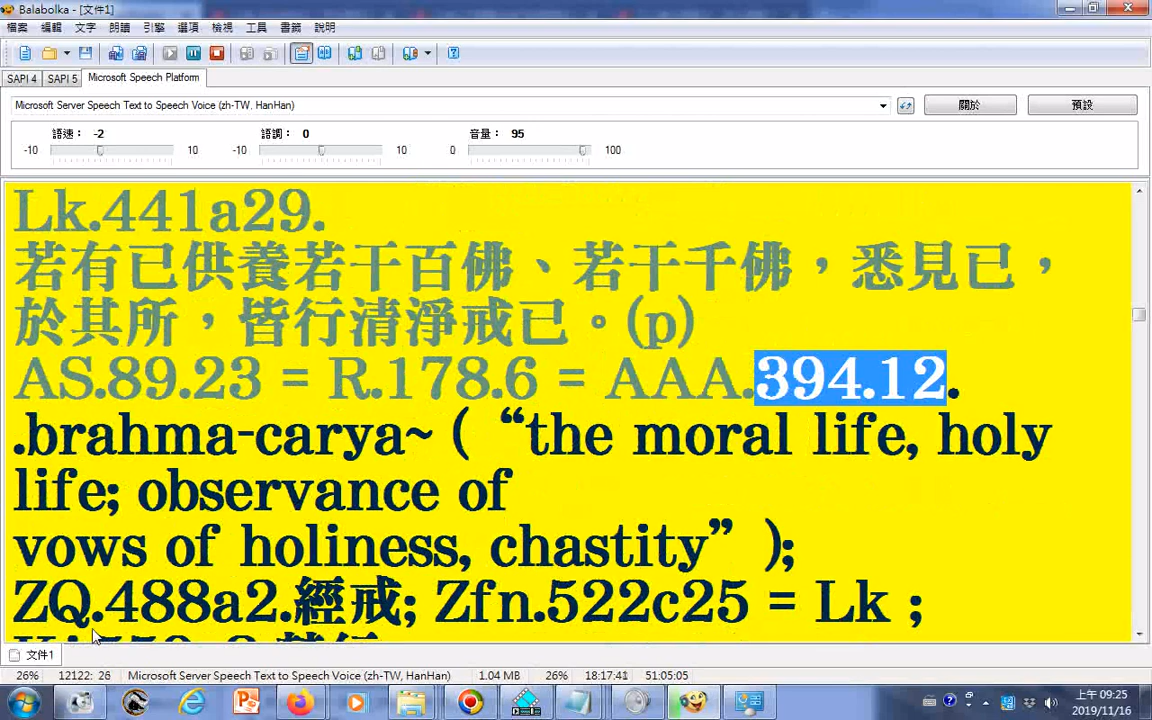 Balabolka - [文件1]
檔案 編輯 文字 朗讀 引擎 選項 檢視 工具 書籤 說明
SAPI 4 SAPI 5 Microsoft Speech Platform
Microsoft Server Speech Text to Speech Voice (zh-TW, HanHan) 關於 預設
語速： -2 語調： 0 音量： 95
-10 10 -10 10 0 100
Lk.441a29.
若有已供養若干百佛、若干千佛，悉見已，
於其所，皆行清淨戒已。(p)
AS.89.23 = R.178.6 = AAA.394.12.
.brahma-carya~ (“the moral life, holy
life; observance of
vows of holiness, chastity”);
ZQ.488a2.經戒; Zfn.522c25 = Lk ;
文件1
26% 12122: 26 Microsoft Server Speech Text to Speech Voice (zh-TW, HanHan) 1.04 MB 26% 18:17:41 51:05:05
上午 09:25
2019/11/16